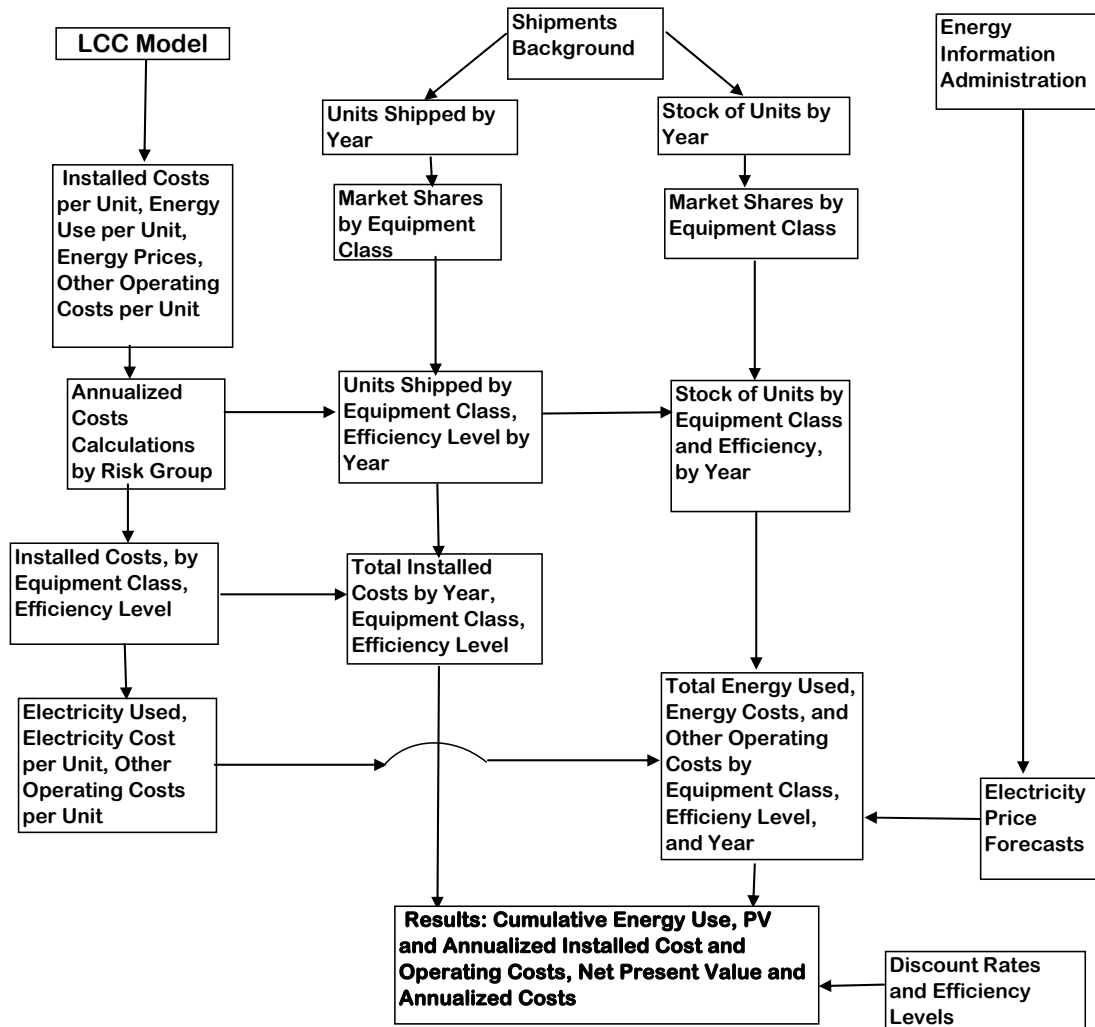 LCC Model
Shipments
Background
Energy
Information
Administration
Units Shipped by
Year
Stock of Units by
Year
Installed Costs
per Unit, Energy
Use per Unit,
Energy Prices,
Other Operating
Costs per Unit
Market Shares
by Equipment
Class
Market Shares by
Equipment Class
Annualized
Costs
Calculations
by Risk Group
Units Shipped by
Equipment Class,
Efficiency Level by
Year
Stock of Units by
Equipment Class
and Efficiency,
by Year
Installed Costs, by
Equipment Class,
Efficiency Level
Total Installed
Costs by Year,
Equipment Class,
Efficiency Level
Electricity Used,
Electricity Cost
per Unit, Other
Operating Costs
per Unit
Total Energy Used,
Energy Costs, and
Other Operating
Costs by
Equipment Class,
Efficieny Level,
and Year
Electricity
Price
Forecasts
Results: Cumulative Energy Use, PV
and Annualized Installed Cost and
Operating Costs, Net Present Value and
Annualized Costs
Discount Rates
and Efficiency
Levels